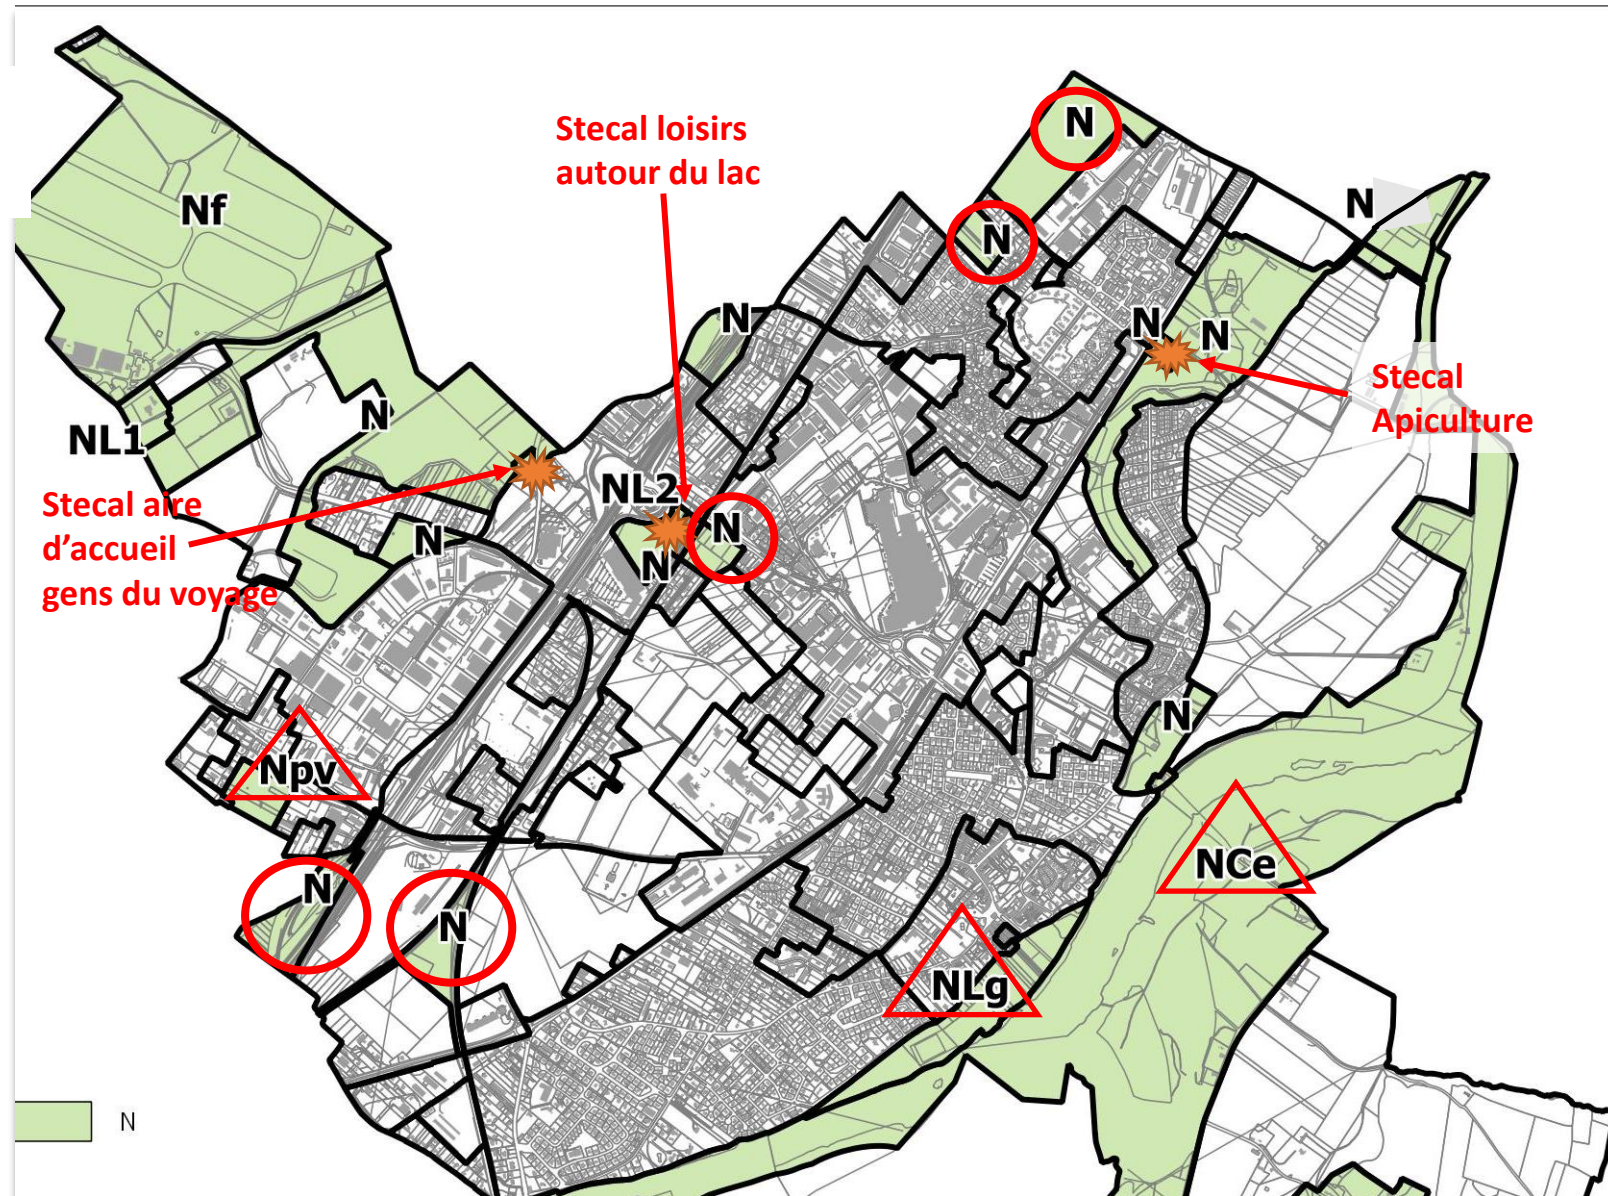 N
Stecal loisirs
autour du lac
Nf
N
N
N
N
N
N
Stecal
Apiculture
N
NL1
NL2
Stecal aire
d'accueil
gens du voyage
N
N
N
N
Npv
NCe
N
N
NLg
N